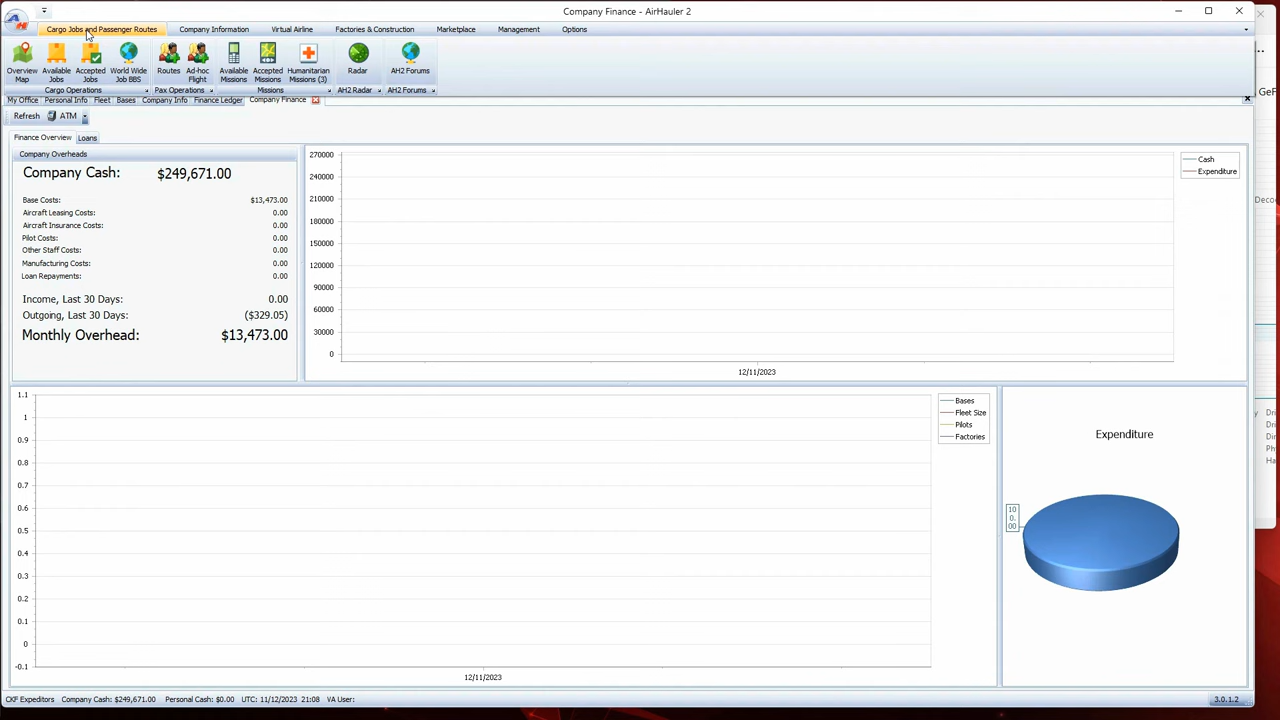 Company Finance - AirHauler 2
Cargo Jobs and Passenger Routes Company Information Virtual Airline Factories & Construction Marketplace Management Options
Overview Map Available Jobs Accepted Jobs World Wide Job BBS Routes Ad-hoc Flight Available Missions Accepted Missions Humanitarian Missions (3) Radar AH2 Forums
Cargo Operations Pax Operations Missions AH2 Radar AH2 Forums
My Office Personal Info Fleet Bases Company Info Finance Ledger Company Finance
Refresh ATM
Finance Overview Loans
Company Overheads
Company Cash: $249,671.00
Base Costs: $13,473.00
Aircraft Leasing Costs: 0.00
Aircraft Insurance Costs: 0.00
Pilot Costs: 0.00
Other Staff Costs: 0.00
Manufacturing Costs: 0.00
Loan Repayments: 0.00
Income, Last 30 Days: 0.00
Outgoing, Last 30 Days: ($329.05)
Monthly Overhead: $13,473.00
270000
240000
210000
180000
150000
120000
90000
60000
30000
0
12/11/2023
Cash
Expenditure
1.1
1
0.9
0.8
0.7
0.6
0.5
0.4
0.3
0.2
0.1
0
-0.1
12/11/2023
Bases
Fleet Size
Pilots
Factories
Expenditure
10
0.
00
CKF Expeditors Company Cash: $249,671.00 Personal Cash: $0.00 UTC: 11/12/2023 21:08 VA User:
3.0.1.2
GeF
Deco
Dri
Dri
Dir
Ph
Ha